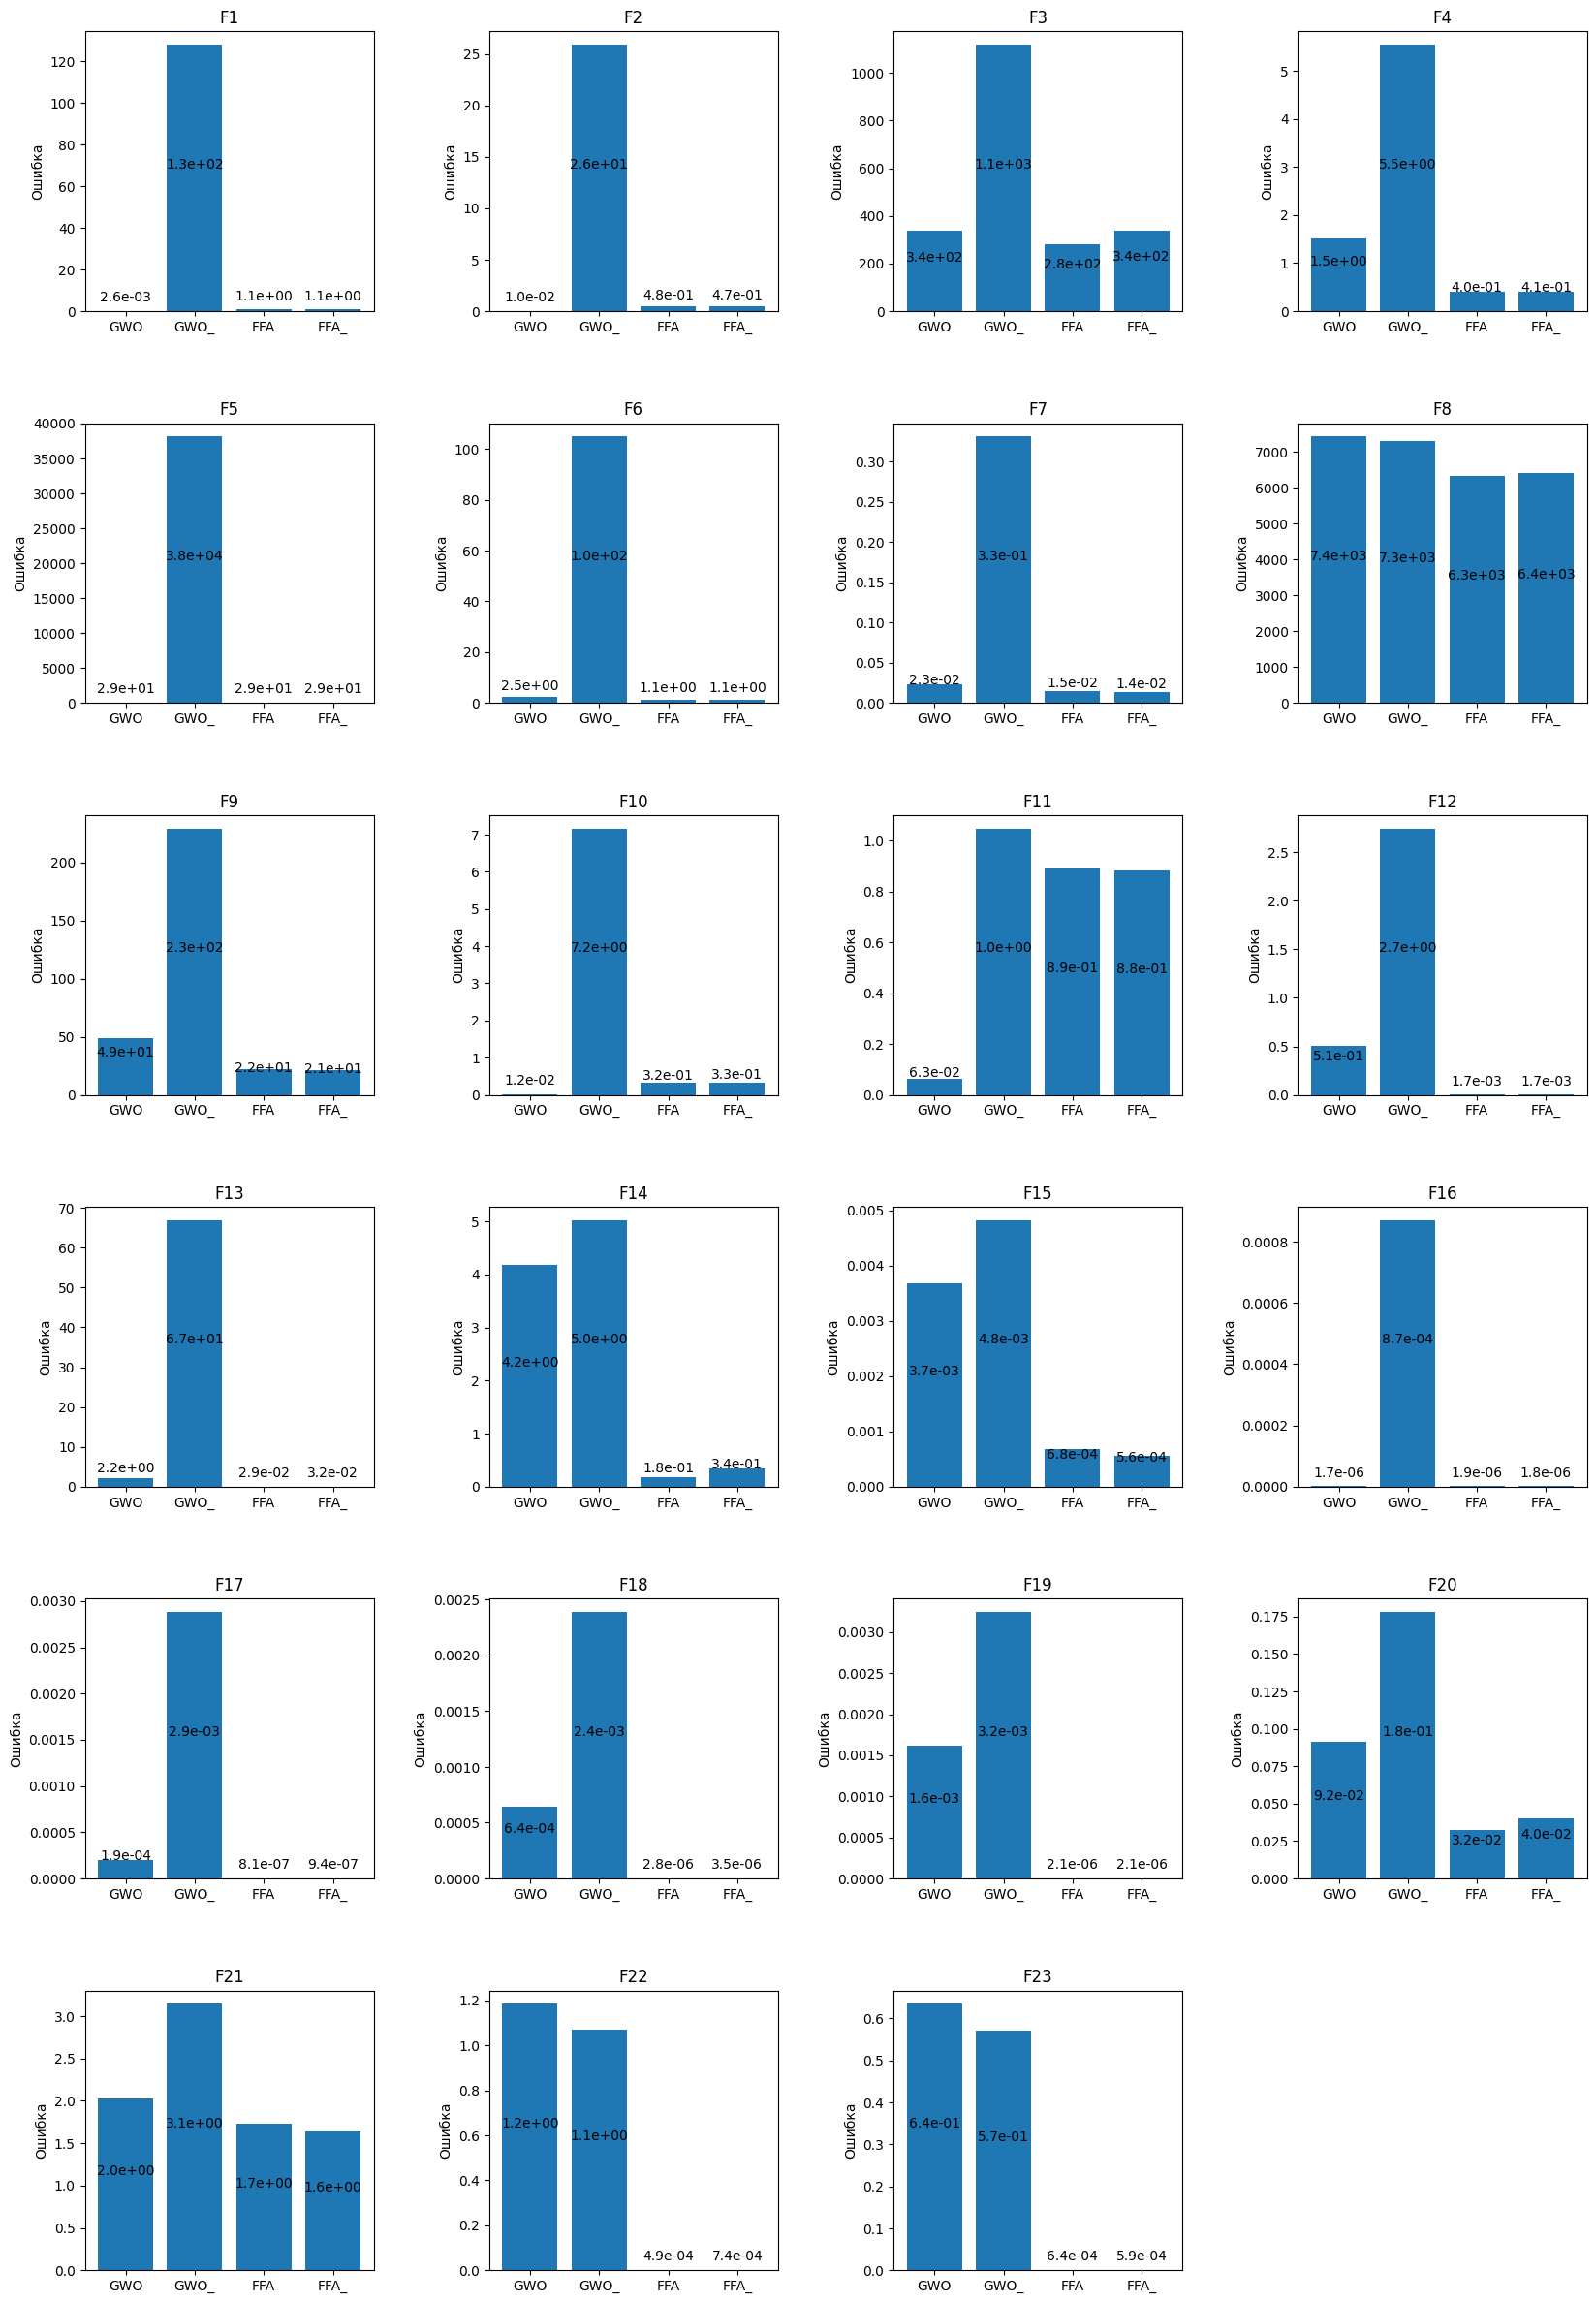 F1
Ошибка
120
100
80
60
40
20
0
2.6e-03
1.3e+02
1.1e+00
1.1e+00
GWO
GWO_
FFA
FFA_
F2
Ошибка
25
20
15
10
5
0
1.0e-02
2.6e+01
4.8e-01
4.7e-01
GWO
GWO_
FFA
FFA_
F3
Ошибка
1000
800
600
400
200
0
3.4e+02
1.1e+03
2.8e+02
3.4e+02
GWO
GWO_
FFA
FFA_
F4
Ошибка
5
4
3
2
1
0
1.5e+00
5.5e+00
4.0e-01
4.1e-01
GWO
GWO_
FFA
FFA_
F5
Ошибка
40000
35000
30000
25000
20000
15000
10000
5000
0
2.9e+01
3.8e+04
2.9e+01
2.9e+01
GWO
GWO_
FFA
FFA_
F6
Ошибка
100
80
60
40
20
0
2.5e+00
1.0e+02
1.1e+00
1.1e+00
GWO
GWO_
FFA
FFA_
F7
Ошибка
0.30
0.25
0.20
0.15
0.10
0.05
0.00
2.3e-02
3.3e-01
1.5e-02
1.4e-02
GWO
GWO_
FFA
FFA_
F8
Ошибка
7000
6000
5000
4000
3000
2000
1000
0
7.4e+03
7.3e+03
6.3e+03
6.4e+03
GWO
GWO_
FFA
FFA_
F9
Ошибка
200
150
100
50
0
4.9e+01
2.3e+02
2.2e+01
2.1e+01
GWO
GWO_
FFA
FFA_
F10
Ошибка
7
6
5
4
3
2
1
0
1.2e-02
7.2e+00
3.2e-01
3.3e-01
GWO
GWO_
FFA
FFA_
F11
Ошибка
1.0
0.8
0.6
0.4
0.2
0.0
6.3e-02
1.0e+00
8.9e-01
8.8e-01
GWO
GWO_
FFA
FFA_
F12
Ошибка
2.5
2.0
1.5
1.0
0.5
0.0
5.1e-01
2.7e+00
1.7e-03
1.7e-03
GWO
GWO_
FFA
FFA_
F13
Ошибка
70
60
50
40
30
20
10
0
2.2e+00
6.7e+01
2.9e-02
3.2e-02
GWO
GWO_
FFA
FFA_
F14
Ошибка
5
4
3
2
1
0
4.2e+00
5.0e+00
1.8e-01
3.4e-01
GWO
GWO_
FFA
FFA_
F15
Ошибка
0.005
0.004
0.003
0.002
0.001
0.000
3.7e-03
4.8e-03
6.8e-04
5.6e-04
GWO
GWO_
FFA
FFA_
F16
Ошибка
0.0008
0.0006
0.0004
0.0002
0.0000
1.7e-06
8.7e-04
1.9e-06
1.8e-06
GWO
GWO_
FFA
FFA_
F17
Ошибка
0.0030
0.0025
0.0020
0.0015
0.0010
0.0005
0.0000
1.9e-04
2.9e-03
8.1e-07
9.4e-07
GWO
GWO_
FFA
FFA_
F18
Ошибка
0.0025
0.0020
0.0015
0.0010
0.0005
0.0000
6.4e-04
2.4e-03
2.8e-06
3.5e-06
GWO
GWO_
FFA
FFA_
F19
Ошибка
0.0030
0.0025
0.0020
0.0015
0.0010
0.0005
0.0000
1.6e-03
3.2e-03
2.1e-06
2.1e-06
GWO
GWO_
FFA
FFA_
F20
Ошибка
0.175
0.150
0.125
0.100
0.075
0.050
0.025
0.000
9.2e-02
1.8e-01
3.2e-02
4.0e-02
GWO
GWO_
FFA
FFA_
F21
Ошибка
3.0
2.5
2.0
1.5
1.0
0.5
0.0
2.0e+00
3.1e+00
1.7e+00
1.6e+00
GWO
GWO_
FFA
FFA_
F22
Ошибка
1.2
1.0
0.8
0.6
0.4
0.2
0.0
1.2e+00
1.1e+00
4.9e-04
7.4e-04
GWO
GWO_
FFA
FFA_
F23
Ошибка
0.6
0.5
0.4
0.3
0.2
0.1
0.0
6.4e-01
5.7e-01
6.4e-04
5.9e-04
GWO
GWO_
FFA
FFA_